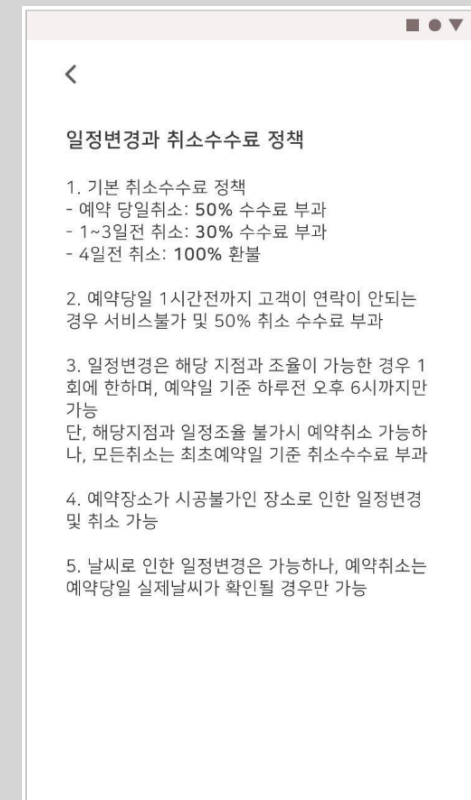 일정변경과 취소수수료 정책
1. 기본 취소수수료 정책
- 예약 당일취소: 50% 수수료 부과
- 1~3일전 취소: 30% 수수료 부과
- 4일전 취소: 100% 환불
2. 예약당일 1시간전까지 고객이 연락이 안되는
경우 서비스불가 및 50% 취소 수수료 부과
3. 일정변경은 해당 지점과 조율이 가능한 경우 1
회에 한하며, 예약일 기준 하루전 오후 6시까지만
가능
단, 해당지점과 일정조율 불가시 예약취소 가능하
나, 모든취소는 최초예약일 기준 취소수수료 부과
4. 예약장소가 시공불가인 장소로 인한 일정변경
및 취소 가능
5. 날씨로 인한 일정변경은 가능하나, 예약취소는
예약당일 실제날씨가 확인될 경우만 가능